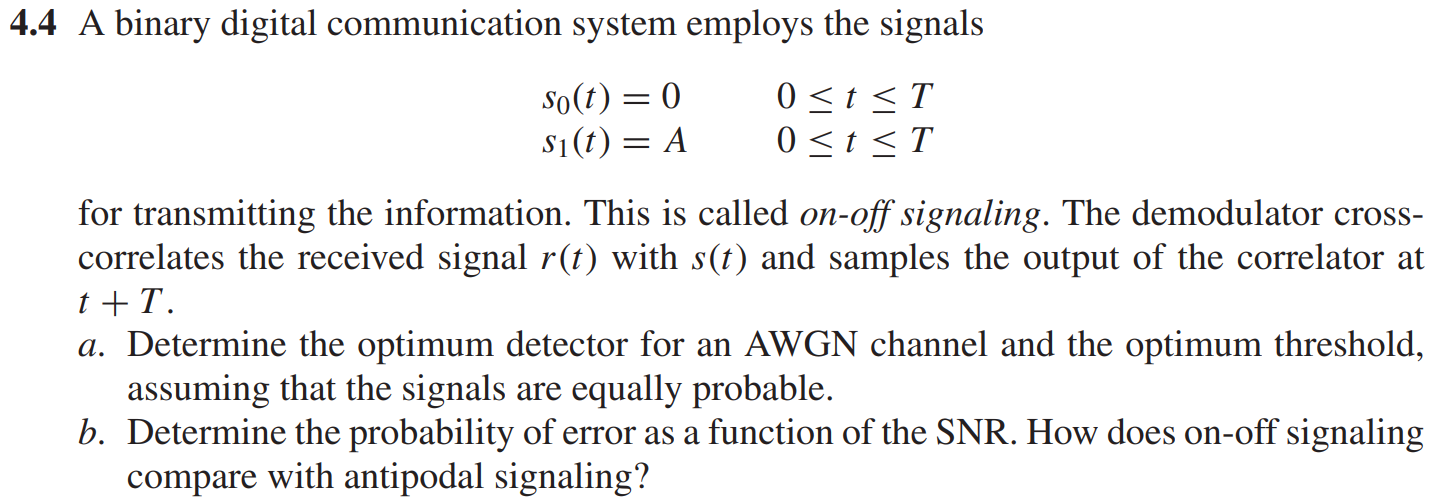 4.4 A binary digital communication system employs the signals
s₀(t) = 0 0 ≤ t ≤ T
s₁(t) = A 0 ≤ t ≤ T
for transmitting the information. This is called on-off signaling. The demodulator cross-
correlates the received signal r(t) with s(t) and samples the output of the correlator at
t + T.
a. Determine the optimum detector for an AWGN channel and the optimum threshold,
assuming that the signals are equally probable.
b. Determine the probability of error as a function of the SNR. How does on-off signaling
compare with antipodal signaling?